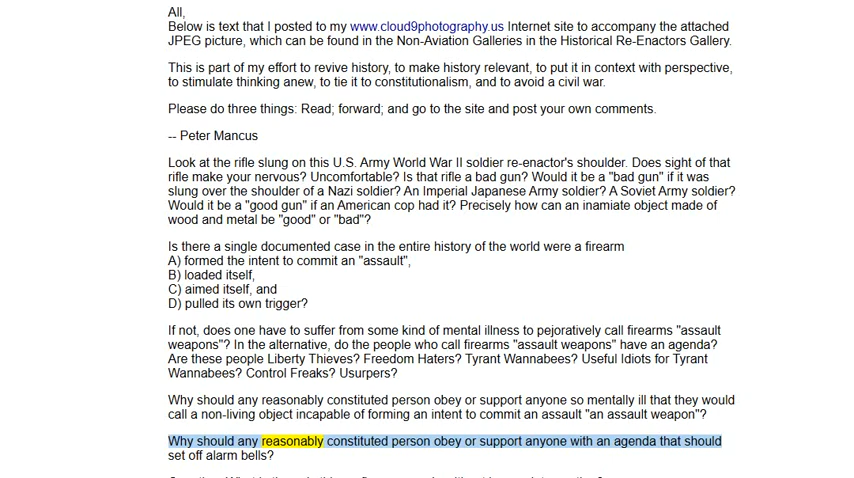 All,
Below is text that I posted to my www.cloud9photography.us Internet site to accompany the attached
JPEG picture, which can be found in the Non-Aviation Galleries in the Historical Re-Enactors Gallery.
This is part of my effort to revive history, to make history relevant, to put it in context with perspective,
to stimulate thinking anew, to tie it to constitutionalism, and to avoid a civil war.
Please do three things: Read; forward; and go to the site and post your own comments.
-- Peter Mancus
Look at the rifle slung on this U.S. Army World War II soldier re-enactor's shoulder. Does sight of that
rifle make your nervous? Uncomfortable? Is that rifle a bad gun? Would it be a "bad gun" if it was
slung over the shoulder of a Nazi soldier? An Imperial Japanese Army soldier? A Soviet Army soldier?
Would it be a "good gun" if an American cop had it? Precisely how can an inamiate object made of
wood and metal be "good" or "bad"?
Is there a single documented case in the entire history of the world were a firearm
A) formed the intent to commit an "assault",
B) loaded itself,
C) aimed itself, and
D) pulled its own trigger?
If not, does one have to suffer from some kind of mental illness to pejoratively call firearms "assault
weapons"? In the alternative, do the people who call firearms "assault weapons" have an agenda?
Are these people Liberty Thieves? Freedom Haters? Tyrant Wannabees? Useful Idiots for Tyrant
Wannabees? Control Freaks? Usurpers?
Why should any reasonably constituted person obey or support anyone so mentally ill that they would
call a non-living object incapable of forming an intent to commit an assault "an assault weapon"?
Why should any reasonably constituted person obey or support anyone with an agenda that should
set off alarm bells?